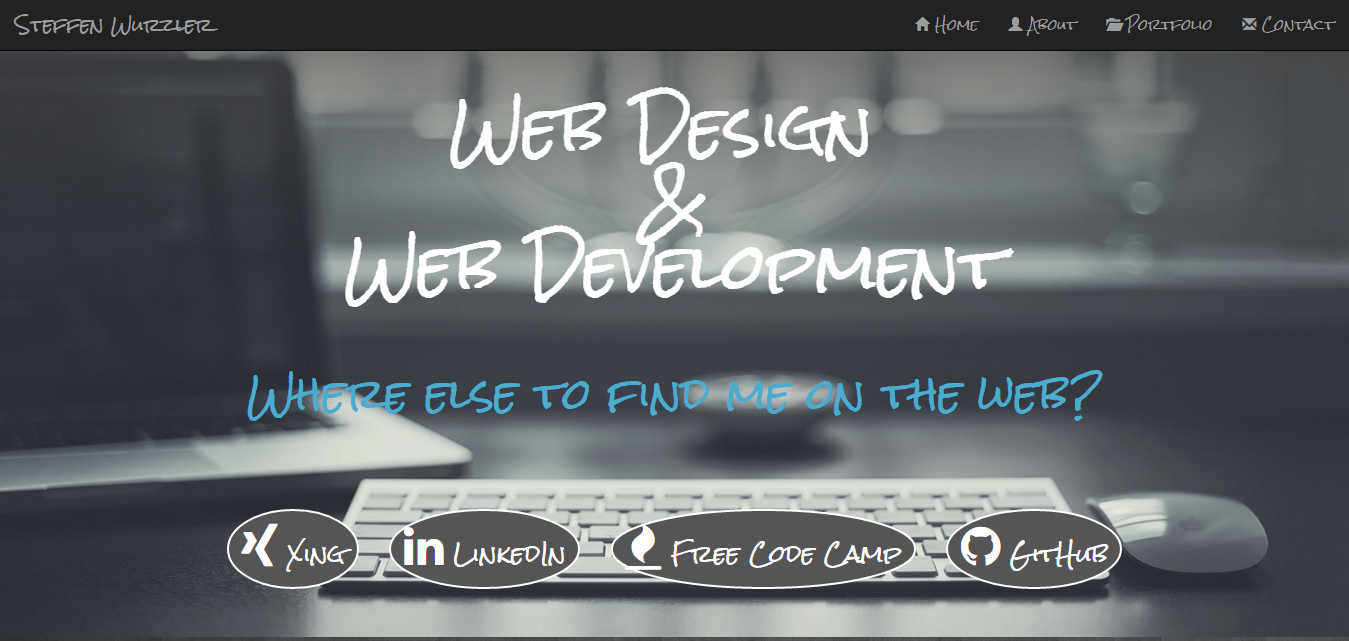 Steffen Wurzler
Home About Portfolio Contact
Web Design
&
Web Development
Where else to find me on the web?
Xing LinkedIn Free Code Camp GitHub